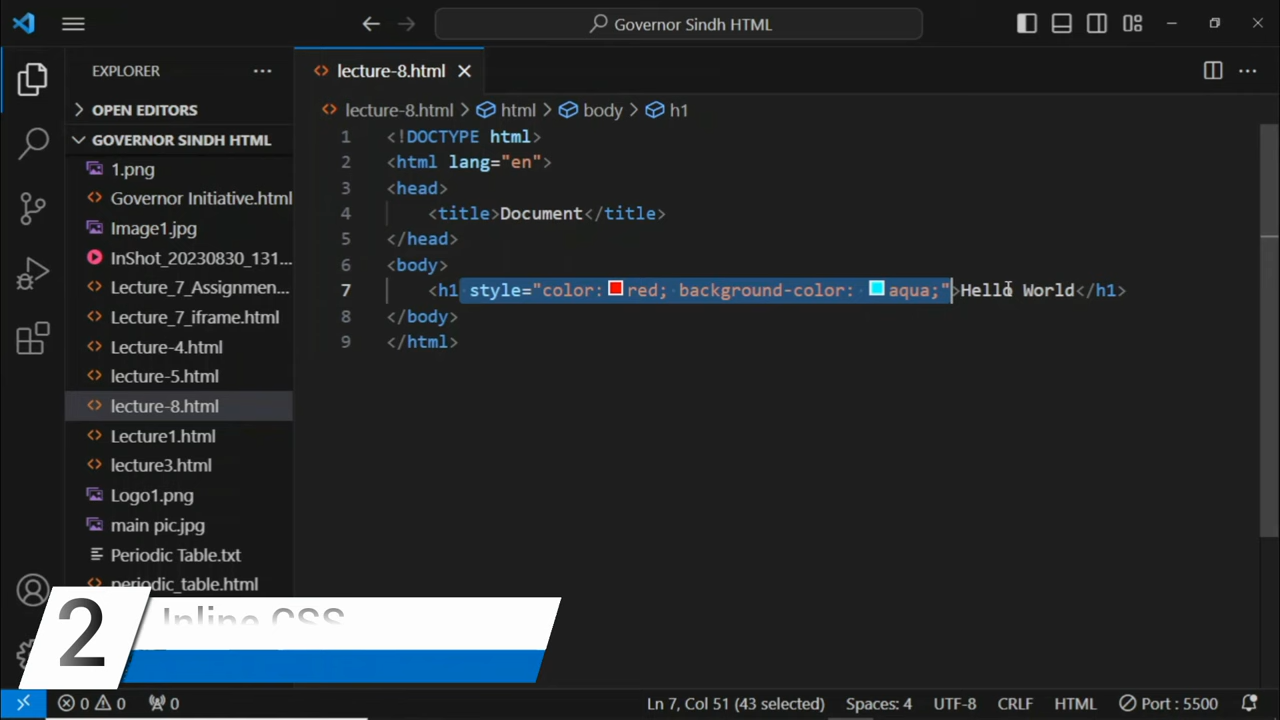 Governor Sindh HTML
EXPLORER
lecture-8.html
OPEN EDITORS
lecture-8.html > html > body > h1
GOVERNOR SINDH HTML
1.png
Governor Initiative.html
Image1.jpg
InShot_20230830_131...
Lecture_7_Assignmen...
Lecture_7_iframe.html
Lecture-4.html
lecture-5.html
lecture-8.html
Lecture1.html
lecture3.html
Logo1.png
main pic.jpg
Periodic Table.txt
periodic_table.html
1 <!DOCTYPE html>
2 <html lang="en">
3 <head>
4 <title>Document</title>
5 </head>
6 <body>
7 <h1 style="color: red; background-color: aqua;">Hello World</h1>
8 </body>
9 </html>
2 Inline CSS
0 0 0
Ln 7, Col 51 (43 selected) Spaces: 4 UTF-8 CRLF HTML Port : 5500